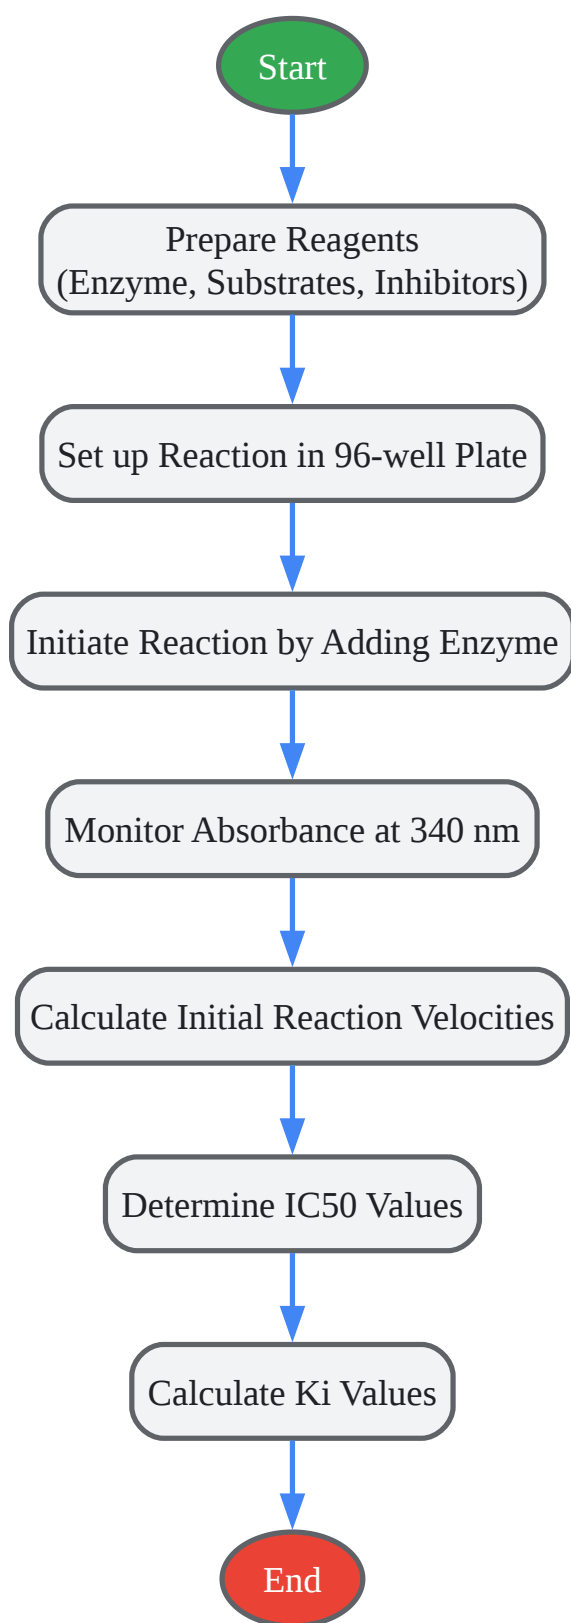 Start
Prepare Reagents
(Enzyme, Substrates, Inhibitors)
Set up Reaction in 96-well Plate
Initiate Reaction by Adding Enzyme
Monitor Absorbance at 340 nm
Calculate Initial Reaction Velocities
Determine IC50 Values
Calculate Ki Values
End